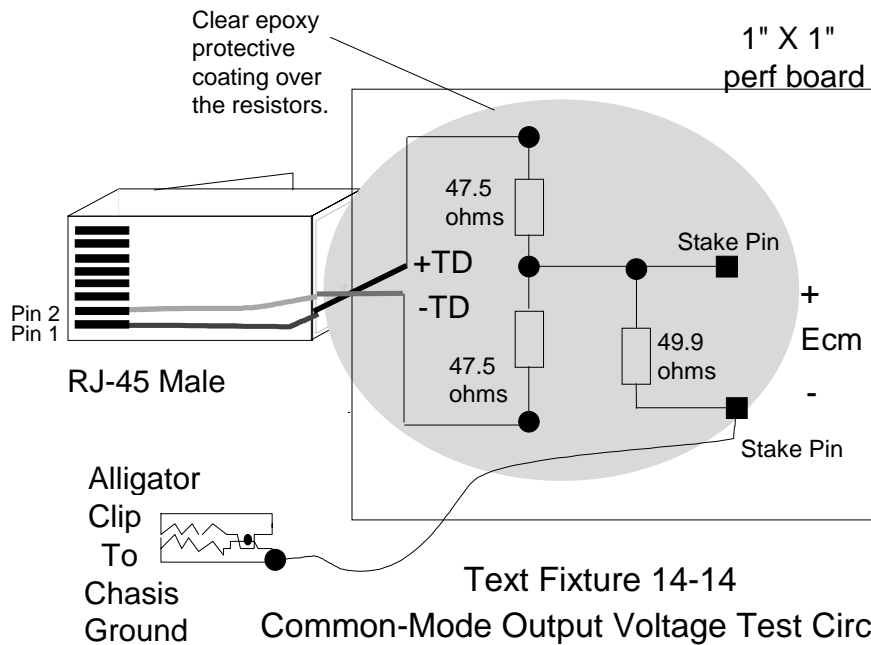 Clear epoxy
protective
coating over
the resistors.
1" X 1"
perf board
47.5
ohms
Stake Pin
+TD
-TD
Pin 2
Pin 1
+
Ecm
-
49.9
ohms
47.5
ohms
RJ-45 Male
Stake Pin
Alligator
Clip
To
Chasis
Ground
Text Fixture 14-14
Common-Mode Output Voltage Test Circ